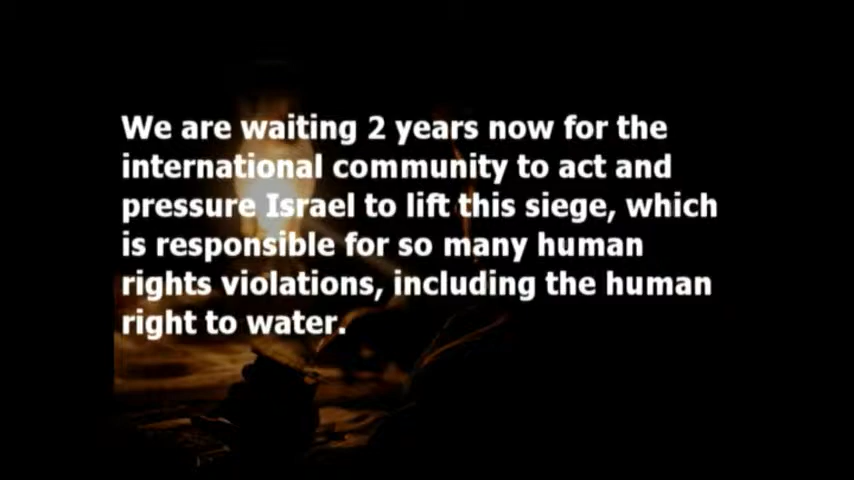 We are waiting 2 years now for the
international community to act and
pressure Israel to lift this siege, which
is responsible for so many human
rights violations, including the human
right to water.